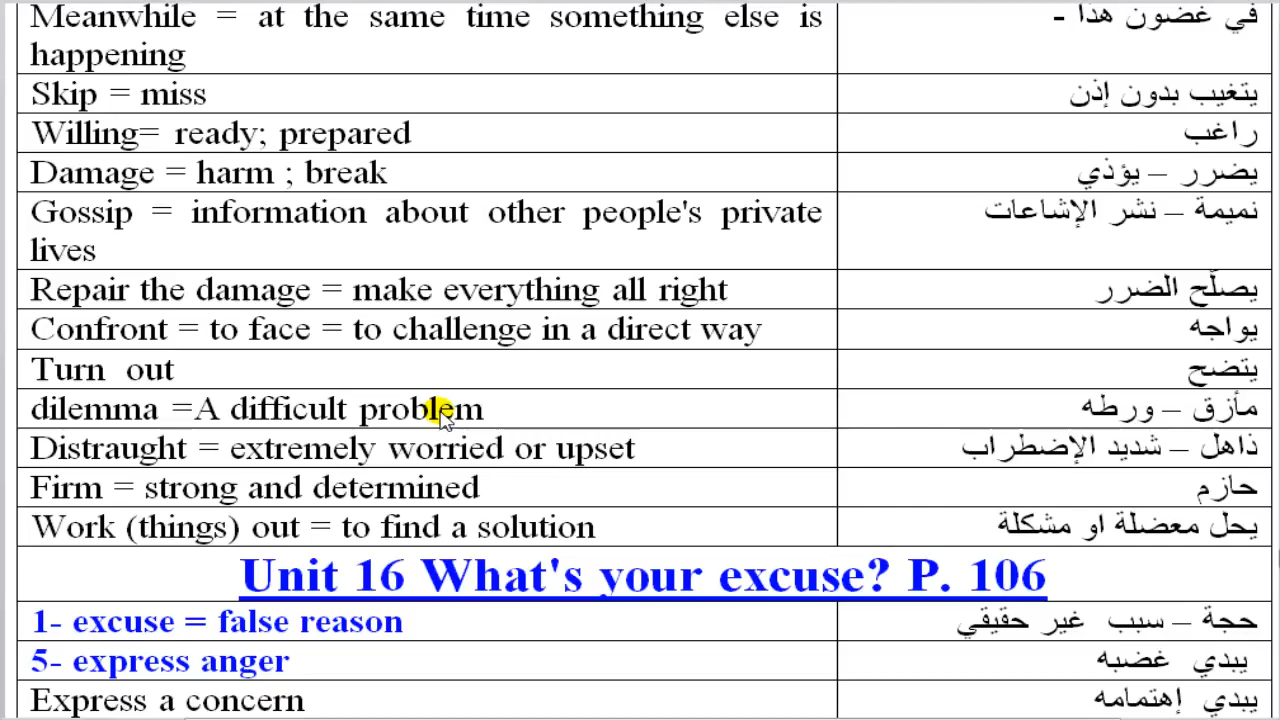 Meanwhile = at the same time something else is
happening
في غضون هذا -
Skip = miss
يتغيب بدون إذن
Willing= ready; prepared
راغب
Damage = harm ; break
يضرر – يؤذي
Gossip = information about other people's private
lives
نميمة – نشر الإشاعات
Repair the damage = make everything all right
يصلّح الضرر
Confront = to face = to challenge in a direct way
يواجه
Turn out
يتضح
dilemma =A difficult problem
مأزق – ورطه
Distraught = extremely worried or upset
ذاهل – شديد الإضطراب
Firm = strong and determined
حازم
Work (things) out = to find a solution
يحل معضلة او مشكلة
Unit 16 What's your excuse? P. 106
1- excuse = false reason
حجة – سبب غير حقيقي
5- express anger
يبدي غضبه
Express a concern
يبدي إهتمامه